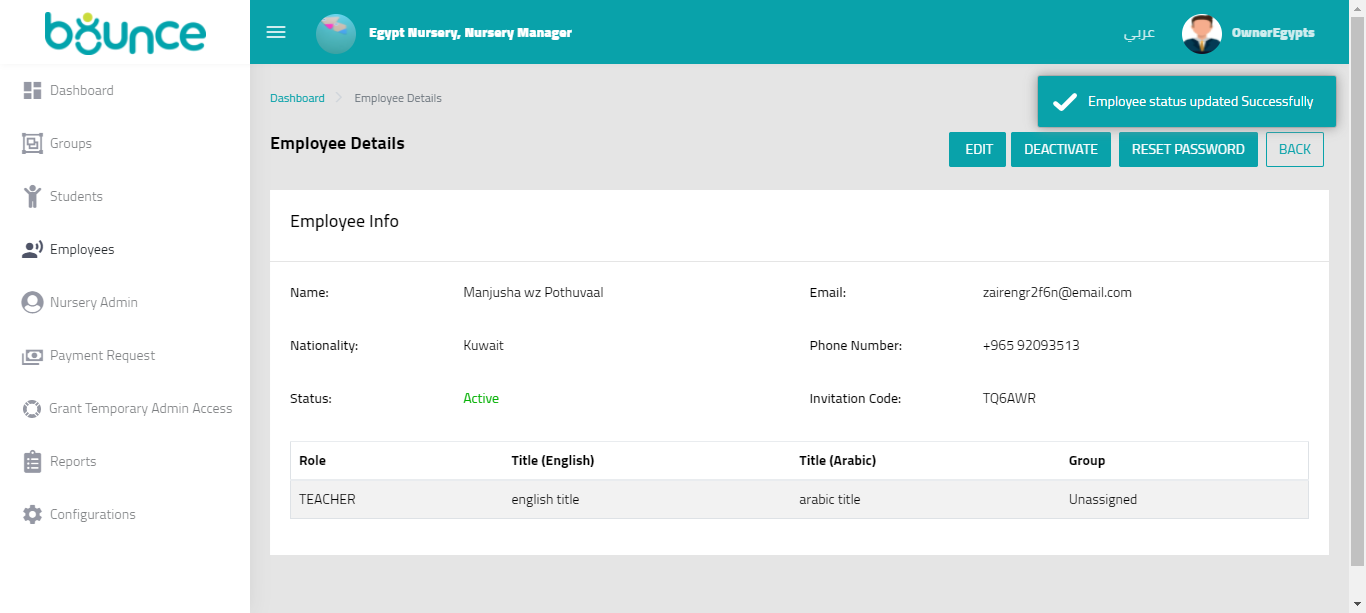 bounce
Egypt Nursery, Nursery Manager
عربي
OwnerEgypts
Dashboard
Groups
Students
Employees
Nursery Admin
Payment Request
Grant Temporary Admin Access
Reports
Configurations
Dashboard > Employee Details
Employee status updated Successfully
Employee Details
EDIT DEACTIVATE RESET PASSWORD BACK
Employee Info
Name: Manjusha wz Pothuvaal Email: zairengr2f6n@email.com
Nationality: Kuwait Phone Number: +965 92093513
Status: Active Invitation Code: TQ6AWR
Role Title (English) Title (Arabic) Group
TEACHER english title arabic title Unassigned